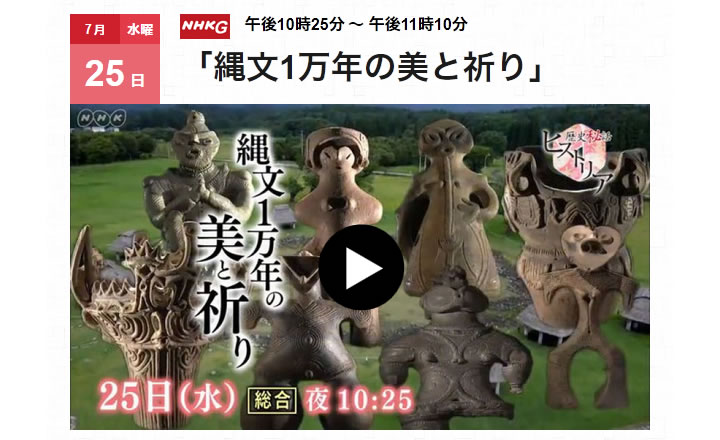 7月 水曜
25日
NHKG 午後10時25分 ～ 午後11時10分
「縄文1万年の美と祈り」
NHK
歴史秘話
ヒストリア
縄文1万年の
美と祈り
25日(水) 総合 夜10:25